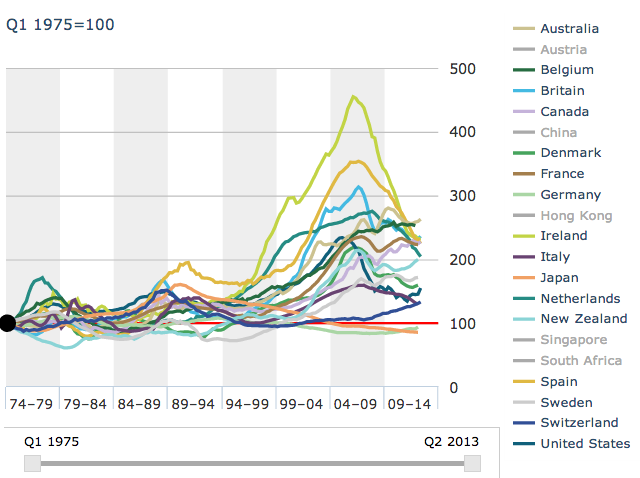 Q1 1975=100
500
400
300
200
100
0
74–79
79–84
84–89
89–94
94–99
99–04
04–09
09–14
Australia
Austria
Belgium
Britain
Canada
China
Denmark
France
Germany
Hong Kong
Ireland
Italy
Japan
Netherlands
New Zealand
Singapore
South Africa
Spain
Sweden
Switzerland
United States
Q1 1975
Q2 2013